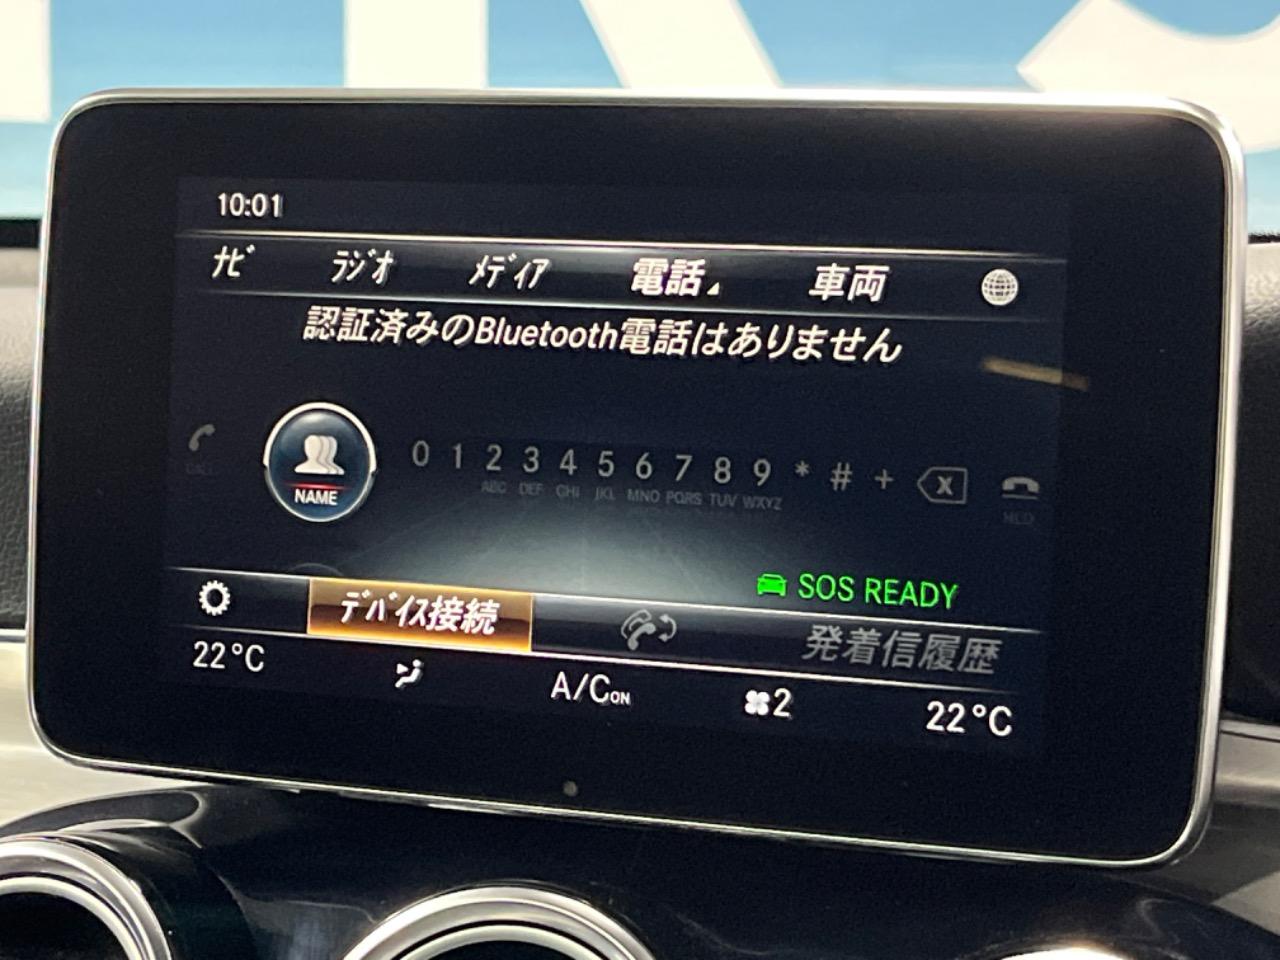 10:01
ﾅﾋﾞ ﾗｼﾞｵ ﾒﾃﾞｨｱ 電話 車両
認証済みのBluetooth電話はありません
NAME
0 1 2 3 4 5 6 7 8 9 * # +
ABC DEF GHI JKL MNO PQRS TUV WXYZ
CALL
SOS READY
ﾃﾞﾊﾞｲｽ接続 発着信履歴
22°C A/C ON 2 22°C